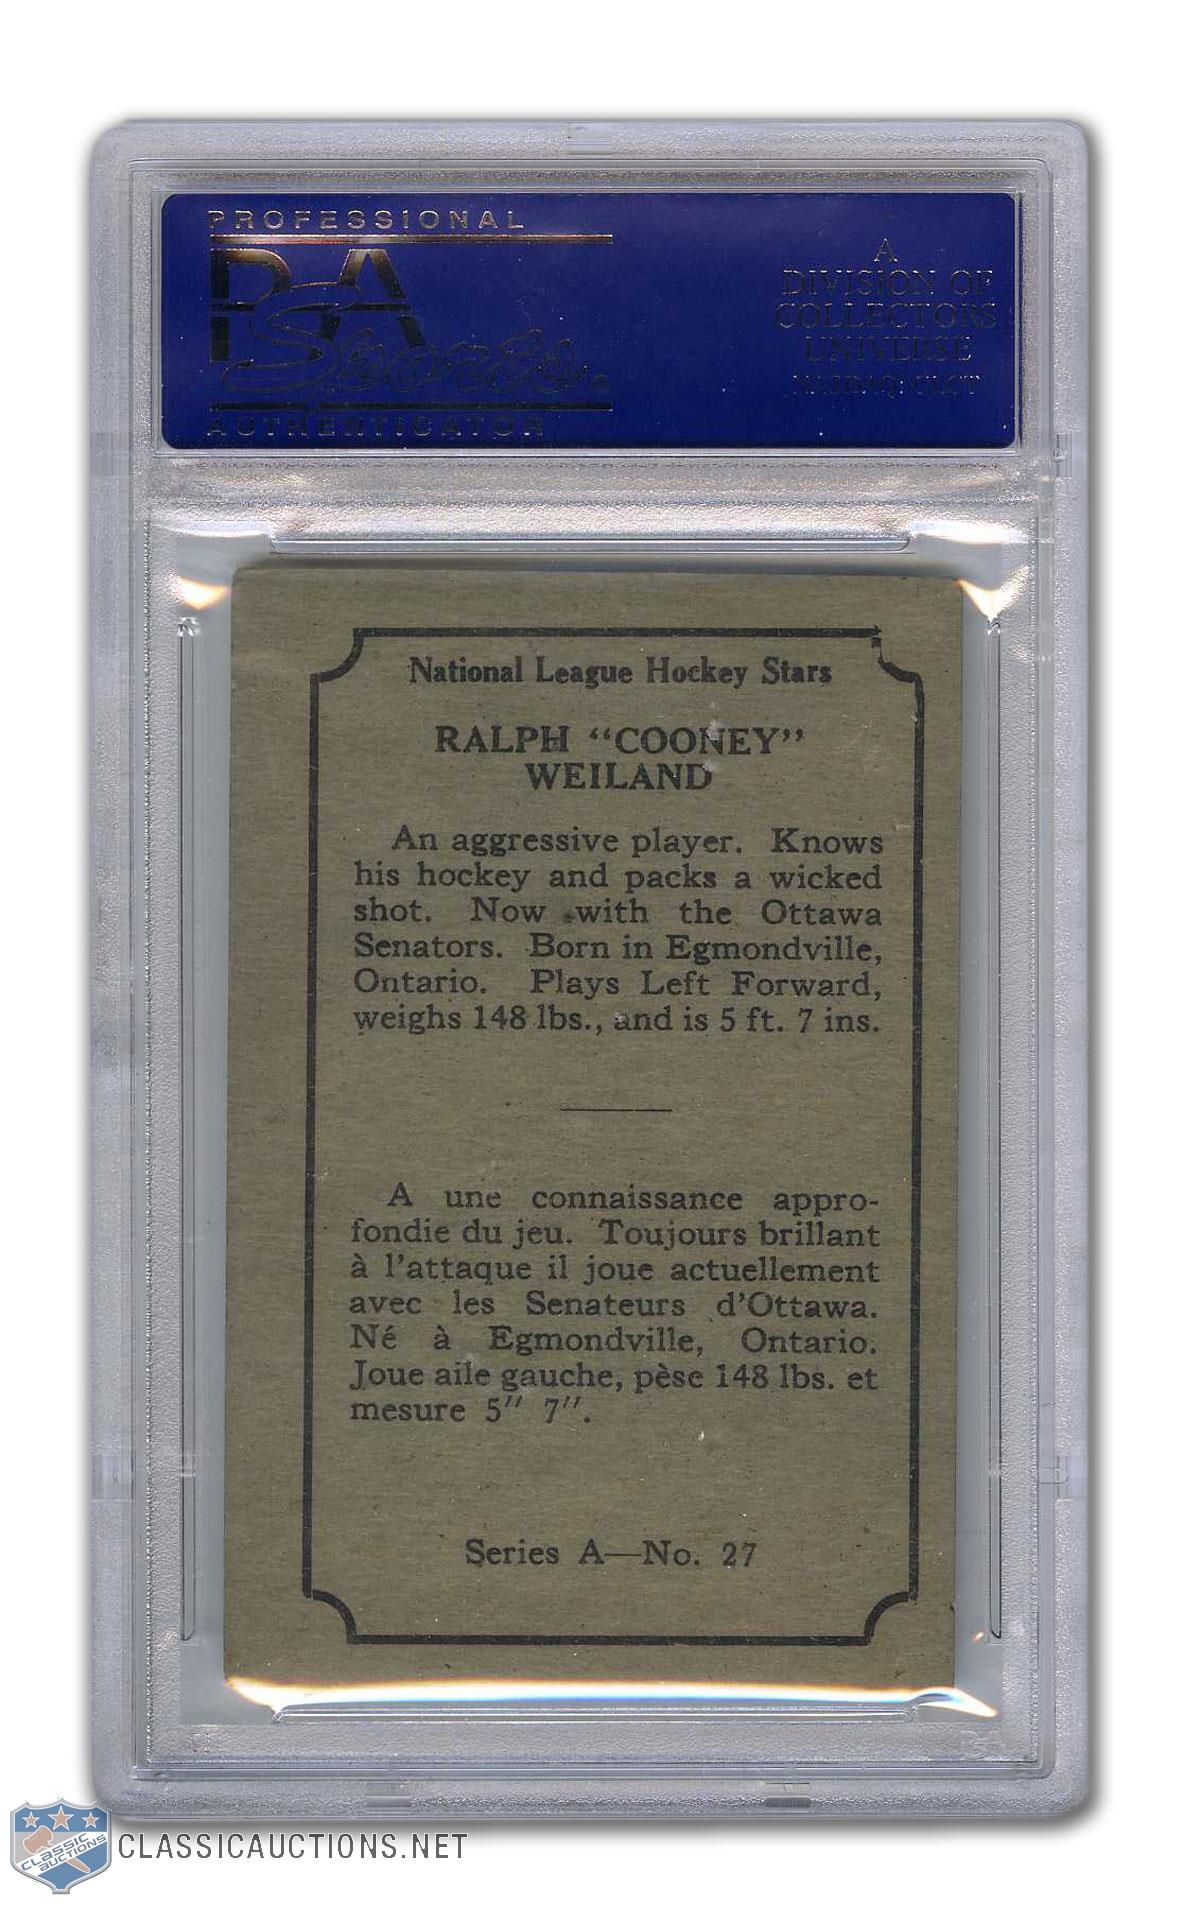 PROFESSIONAL
PSA
Sports
AUTHENTICATOR
A
DIVISION OF
COLLECTORS
UNIVERSE
NASDAQ: CLCT
National League Hockey Stars
RALPH “COONEY”
WEILAND
An aggressive player. Knows
his hockey and packs a wicked
shot. Now with the Ottawa
Senators. Born in Egmondville,
Ontario. Plays Left Forward,
weighs 148 lbs., and is 5 ft. 7 ins.
A une connaissance appro-
fondie du jeu. Toujours brillant
à l'attaque il joue actuellement
avec les Senateurs d'Ottawa.
Né à Egmondville, Ontario.
Joue aile gauche, pèse 148 lbs. et
mesure 5″ 7″.
Series A—No. 27
CLASSIC
AUCTIONS
CLASSICAUCTIONS.NET